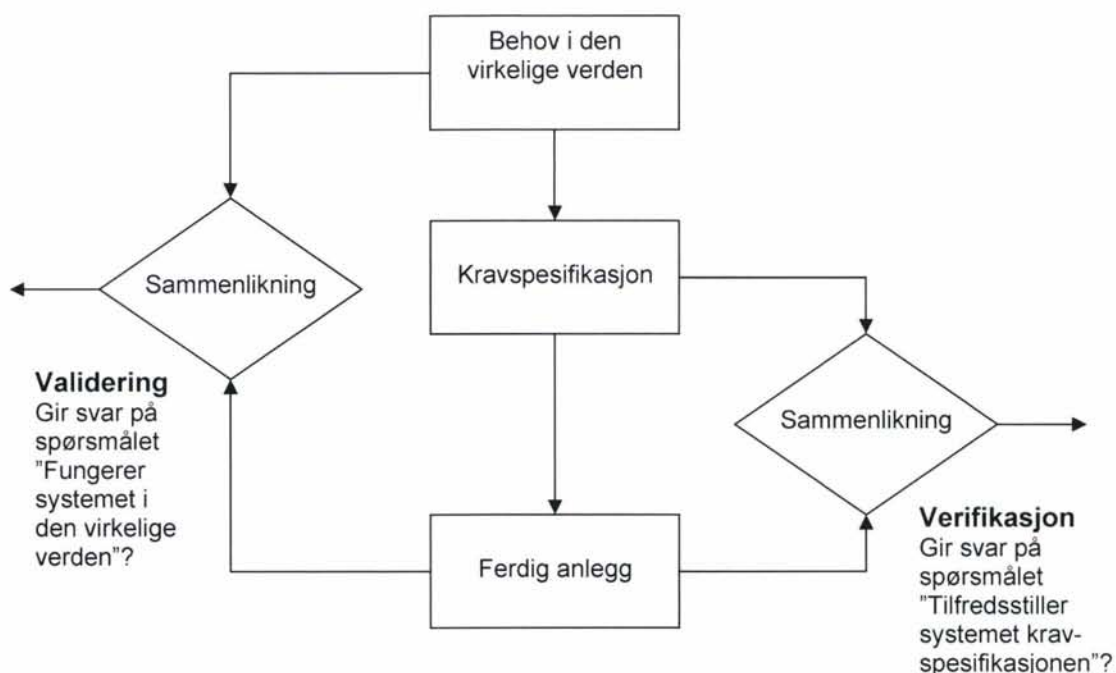 Behov i den
virkelige verden
Sammenlikning
Kravspesifikasjon
Validering
Gir svar på
spørsmålet
"Fungerer
systemet i
den virkelige
verden"?
Sammenlikning
Ferdig anlegg
Verifikasjon
Gir svar på
spørsmålet
"Tilfredsstiller
systemet krav-
spesifikasjonen"?